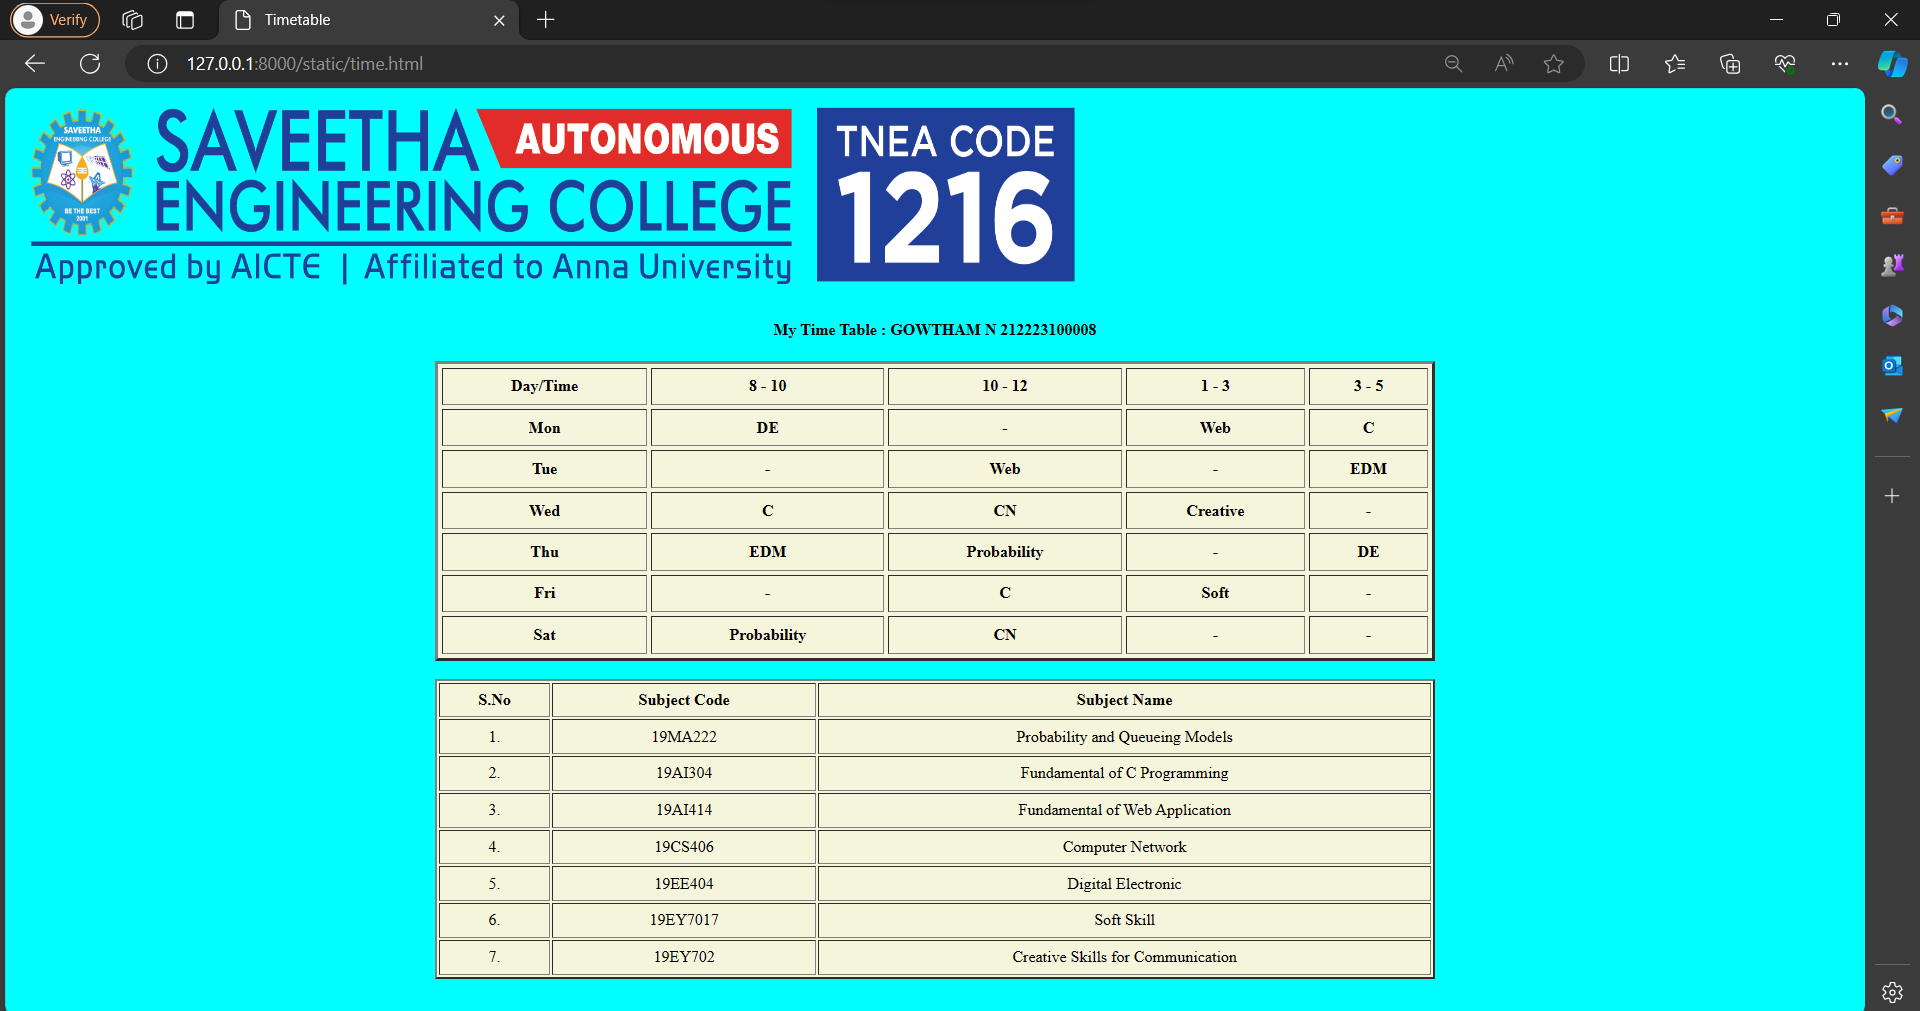 Verify
Timetable
127.0.0.1:8000/static/time.html
SAVEETHA
ENGINEERING COLLEGE
BE THE BEST
2001
SAVEETHA AUTONOMOUS
ENGINEERING COLLEGE
Approved by AICTE | Affiliated to Anna University
TNEA CODE
1216
My Time Table : GOWTHAM N 212223100008
Day/Time 8 - 10 10 - 12 1 - 3 3 - 5
Mon DE - Web C
Tue - Web - EDM
Wed C CN Creative -
Thu EDM Probability - DE
Fri - C Soft -
Sat Probability CN - -
S.No Subject Code Subject Name
1. 19MA222 Probability and Queueing Models
2. 19AI304 Fundamental of C Programming
3. 19AI414 Fundamental of Web Application
4. 19CS406 Computer Network
5. 19EE404 Digital Electronic
6. 19EY7017 Soft Skill
7. 19EY702 Creative Skills for Communication